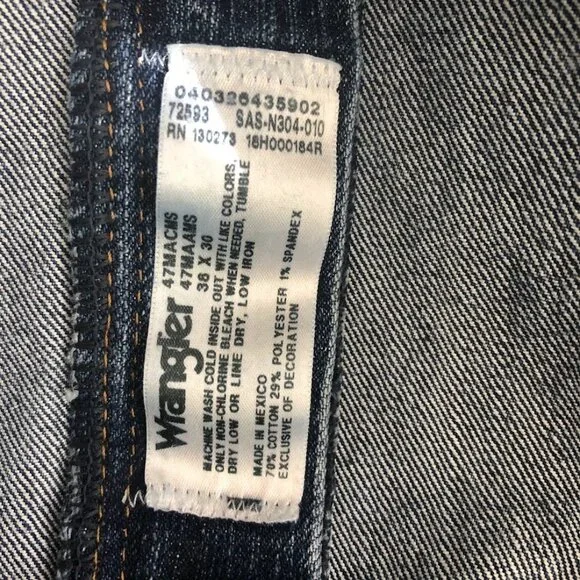 040326435902
72593 SAS-N304-010
RN 130273 15H000184R
Wrangler
47MACMS
47MAAMS
36 X 30
MACHINE WASH COLD INSIDE OUT WITH LIKE COLORS,
ONLY NON-CHLORINE BLEACH WHEN NEEDED, TUMBLE
DRY LOW OR LINE DRY, LOW IRON
MADE IN MEXICO
70% COTTON 29% POLYESTER 1% SPANDEX
EXCLUSIVE OF DECORATION